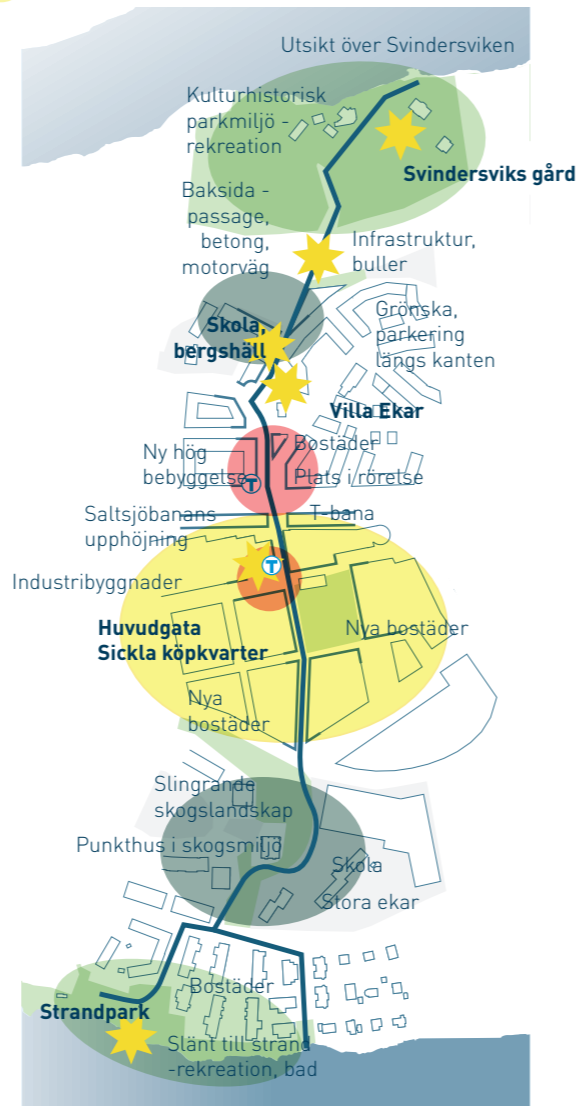 Utsikt över Svindersviken
Kulturhistorisk
parkmiljö -
rekreation
Svindersviks gård
Baksida -
passage,
betong,
motorväg
Infrastruktur,
buller
Grönska,
parkering
längs kanten
Skola,
bergshäll
Villa Ekar
Bostäder
Ny hög
bebyggelse
T
Plats i rörelse
Saltsjöbanans
upphöjning
T-bana
T
Industribyggnader
Huvudgata
Sickla köpkvarter
Nya bostäder
Nya
bostäder
Slingrande
skogslandskap
Punkthus i skogsmiljö
Skola
Stora ekar
Bostäder
Strandpark
Slänt till strand
-rekreation, bad